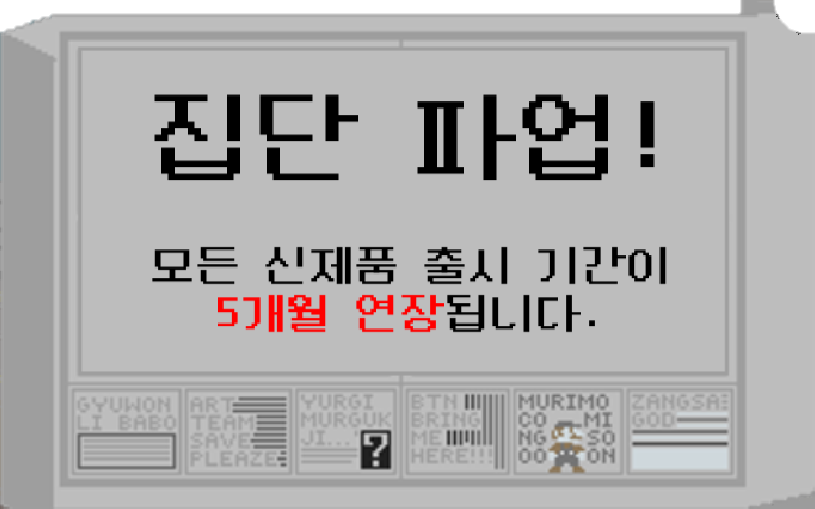 집단 파업!
모든 신제품 출시 기간이
5개월 연장됩니다.
GYUWON
LI BABO
ART
TEAM
SAVE
PLEAZE
YURGI
MURGUK
JI...
?
BTN
BRING
ME
HERE!!!
MURIMO
CO MI
NG SO
OO ON
ZANGSA
GOD